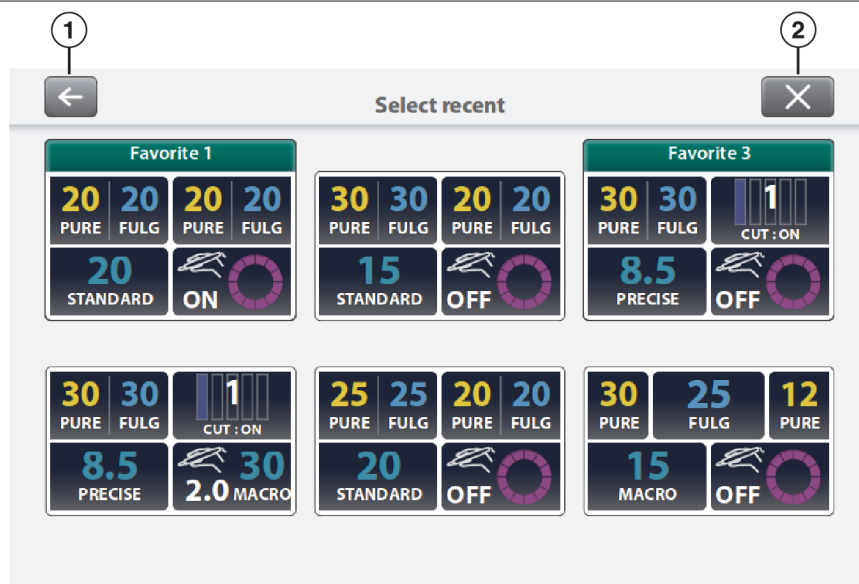 1 2
Select recent
Favorite 1
20 20 20 20
PURE FULG PURE FULG
20
STANDARD ON
30 30 20 20
PURE FULG PURE FULG
15
STANDARD OFF
Favorite 3
30 30 1
PURE FULG CUT : ON
8.5
PRECISE OFF
30 30 1
PURE FULG CUT : ON
8.5 30
PRECISE 2.0 MACRO
25 25 20 20
PURE FULG PURE FULG
20
STANDARD OFF
30 25 12
PURE FULG PURE
15
MACRO OFF